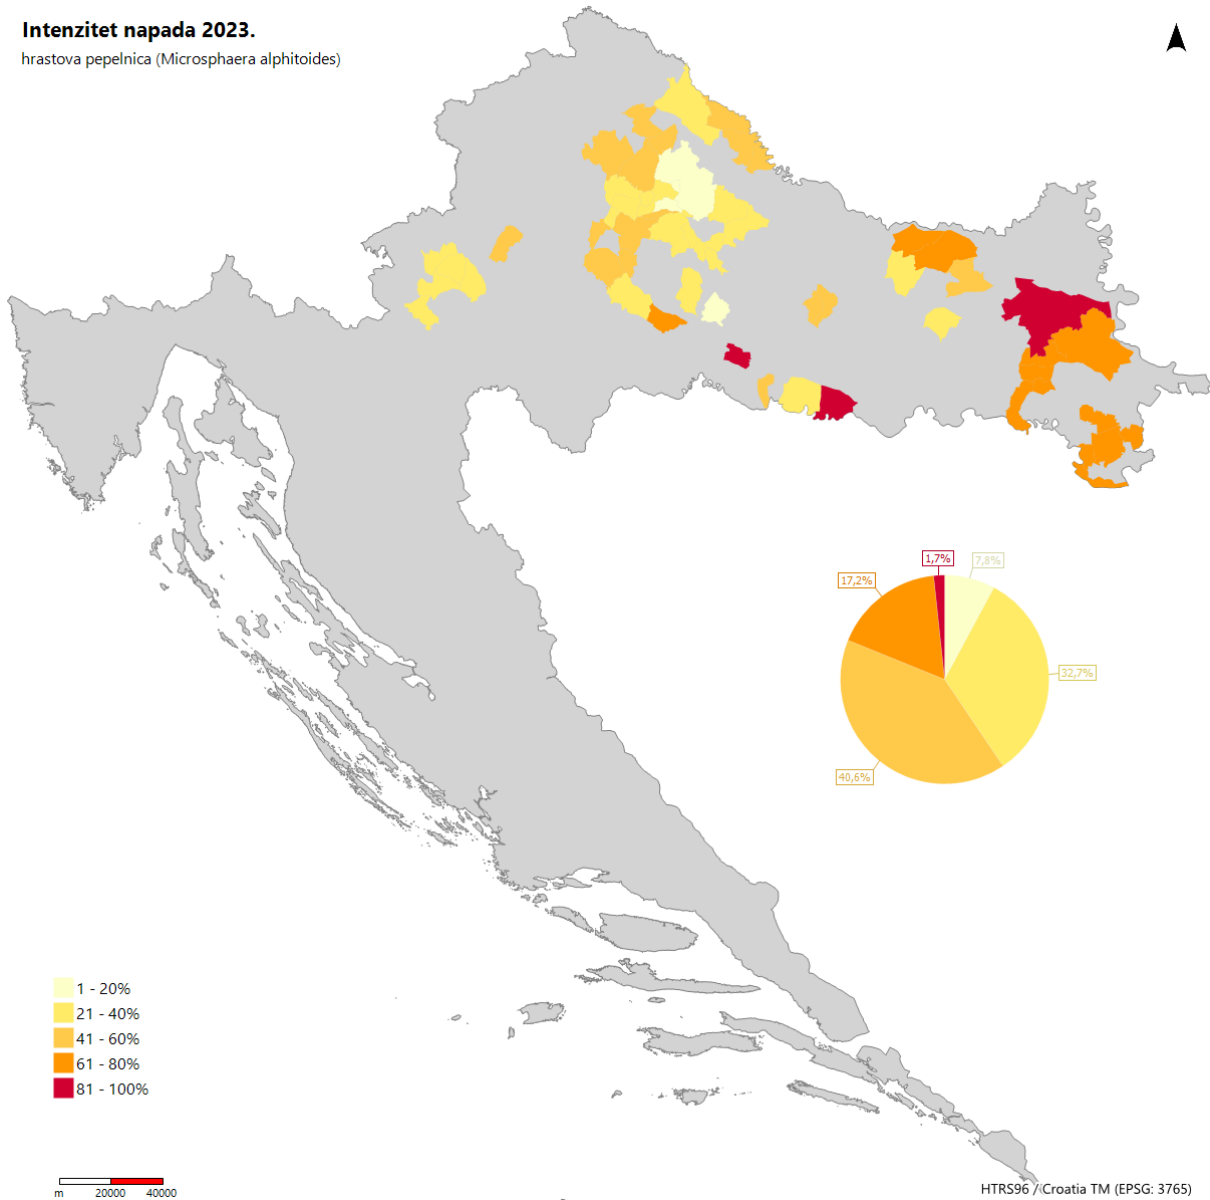 Intenzitet napada 2023.
hrastova pepelnica (Microsphaera alphitoides)
1,7%
7,8%
17,2%
32,7%
40,6%
1 - 20%
21 - 40%
41 - 60%
61 - 80%
81 - 100%
m 20000 40000
HTRS96 / Croatia TM (EPSG: 3765)